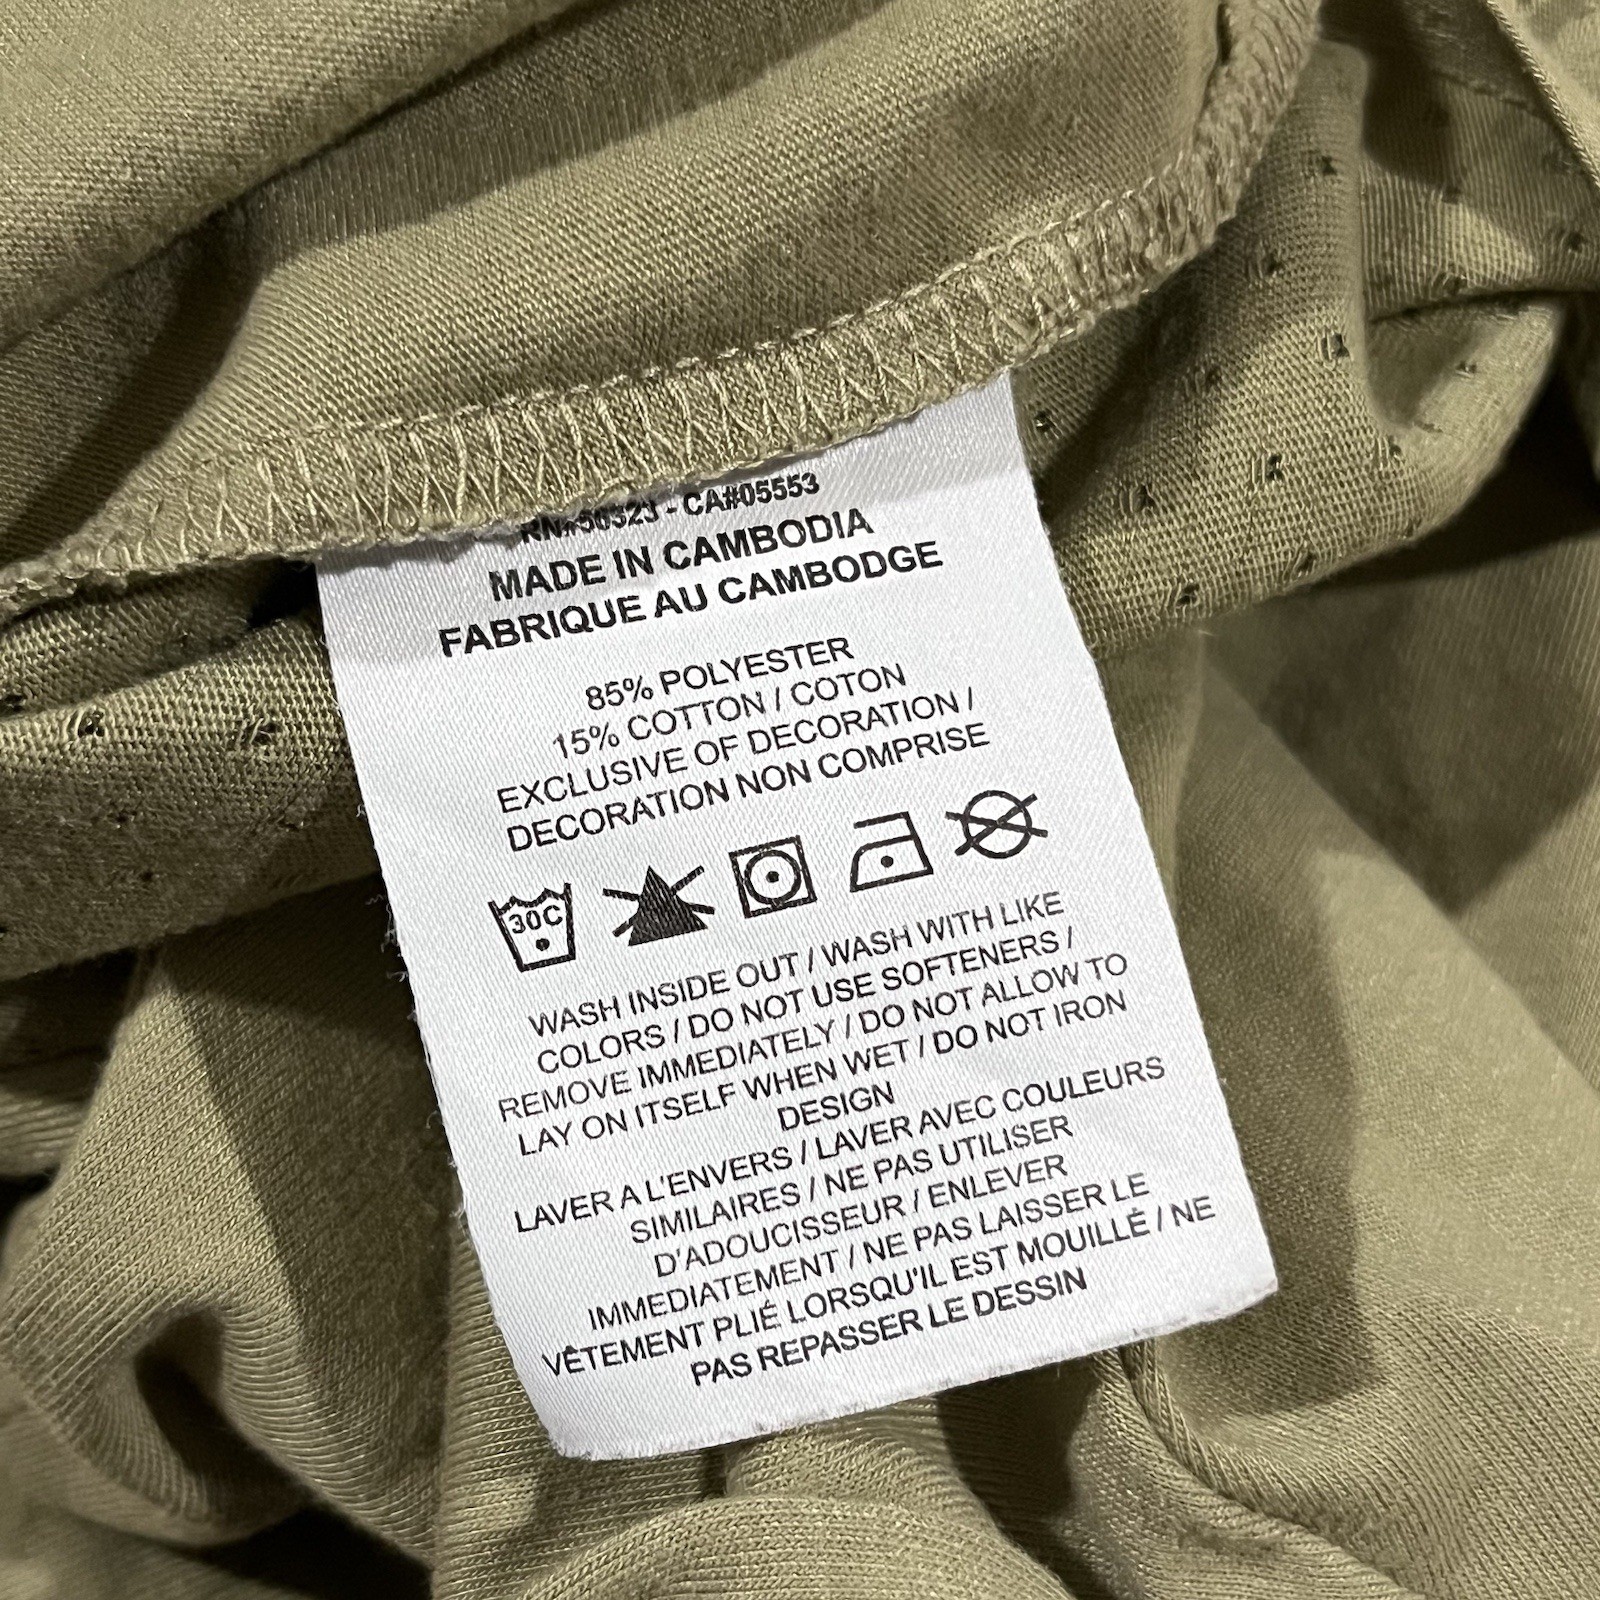 RN#56323 - CA#05553
MADE IN CAMBODIA
FABRIQUE AU CAMBODGE
85% POLYESTER
15% COTTON / COTON
EXCLUSIVE OF DECORATION /
DECORATION NON COMPRISE
30C
WASH INSIDE OUT / WASH WITH LIKE
COLORS / DO NOT USE SOFTENERS /
REMOVE IMMEDIATELY / DO NOT ALLOW TO
LAY ON ITSELF WHEN WET / DO NOT IRON
DESIGN
LAVER A L'ENVERS / LAVER AVEC COULEURS
SIMILAIRES / NE PAS UTILISER
D'ADOUCISSEUR / ENLEVER
IMMEDIATEMENT / NE PAS LAISSER LE
VÊTEMENT PLIÉ LORSQU'IL EST MOUILLÉ / NE
PAS REPASSER LE DESSIN